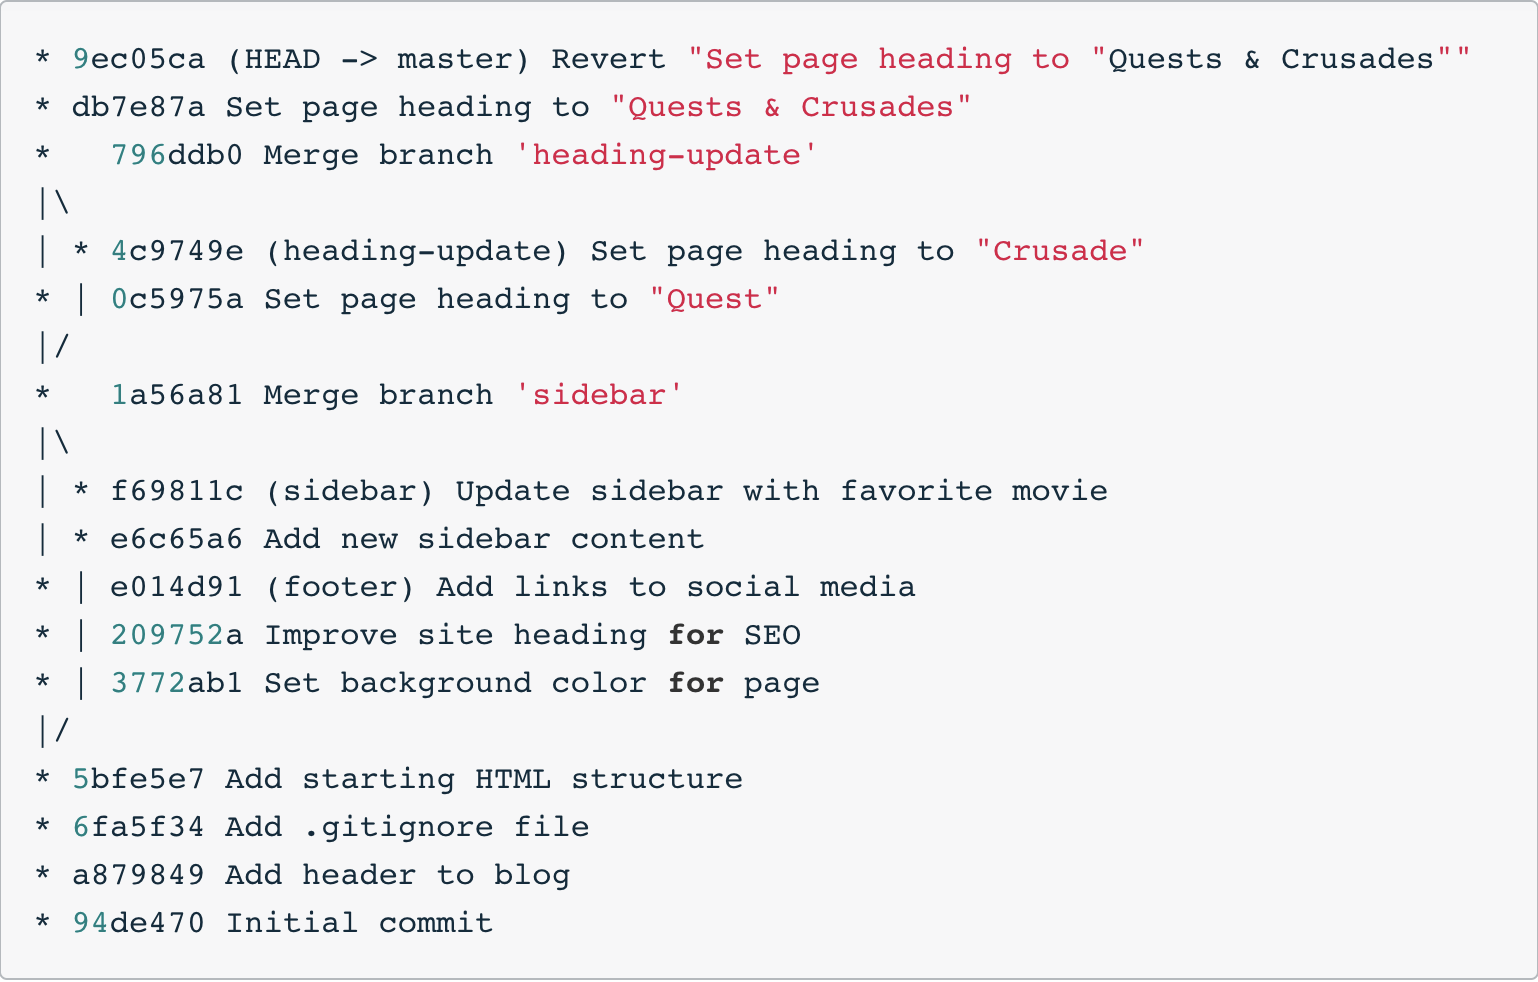 * 9ec05ca (HEAD -> master) Revert "Set page heading to "Quests & Crusades""
* db7e87a Set page heading to "Quests & Crusades"
*   796ddb0 Merge branch 'heading-update'
|\
| * 4c9749e (heading-update) Set page heading to "Crusade"
* | 0c5975a Set page heading to "Quest"
|/
*   1a56a81 Merge branch 'sidebar'
|\
| * f69811c (sidebar) Update sidebar with favorite movie
| * e6c65a6 Add new sidebar content
* | e014d91 (footer) Add links to social media
* | 209752a Improve site heading for SEO
* | 3772ab1 Set background color for page
|/
* 5bfe5e7 Add starting HTML structure
* 6fa5f34 Add .gitignore file
* a879849 Add header to blog
* 94de470 Initial commit